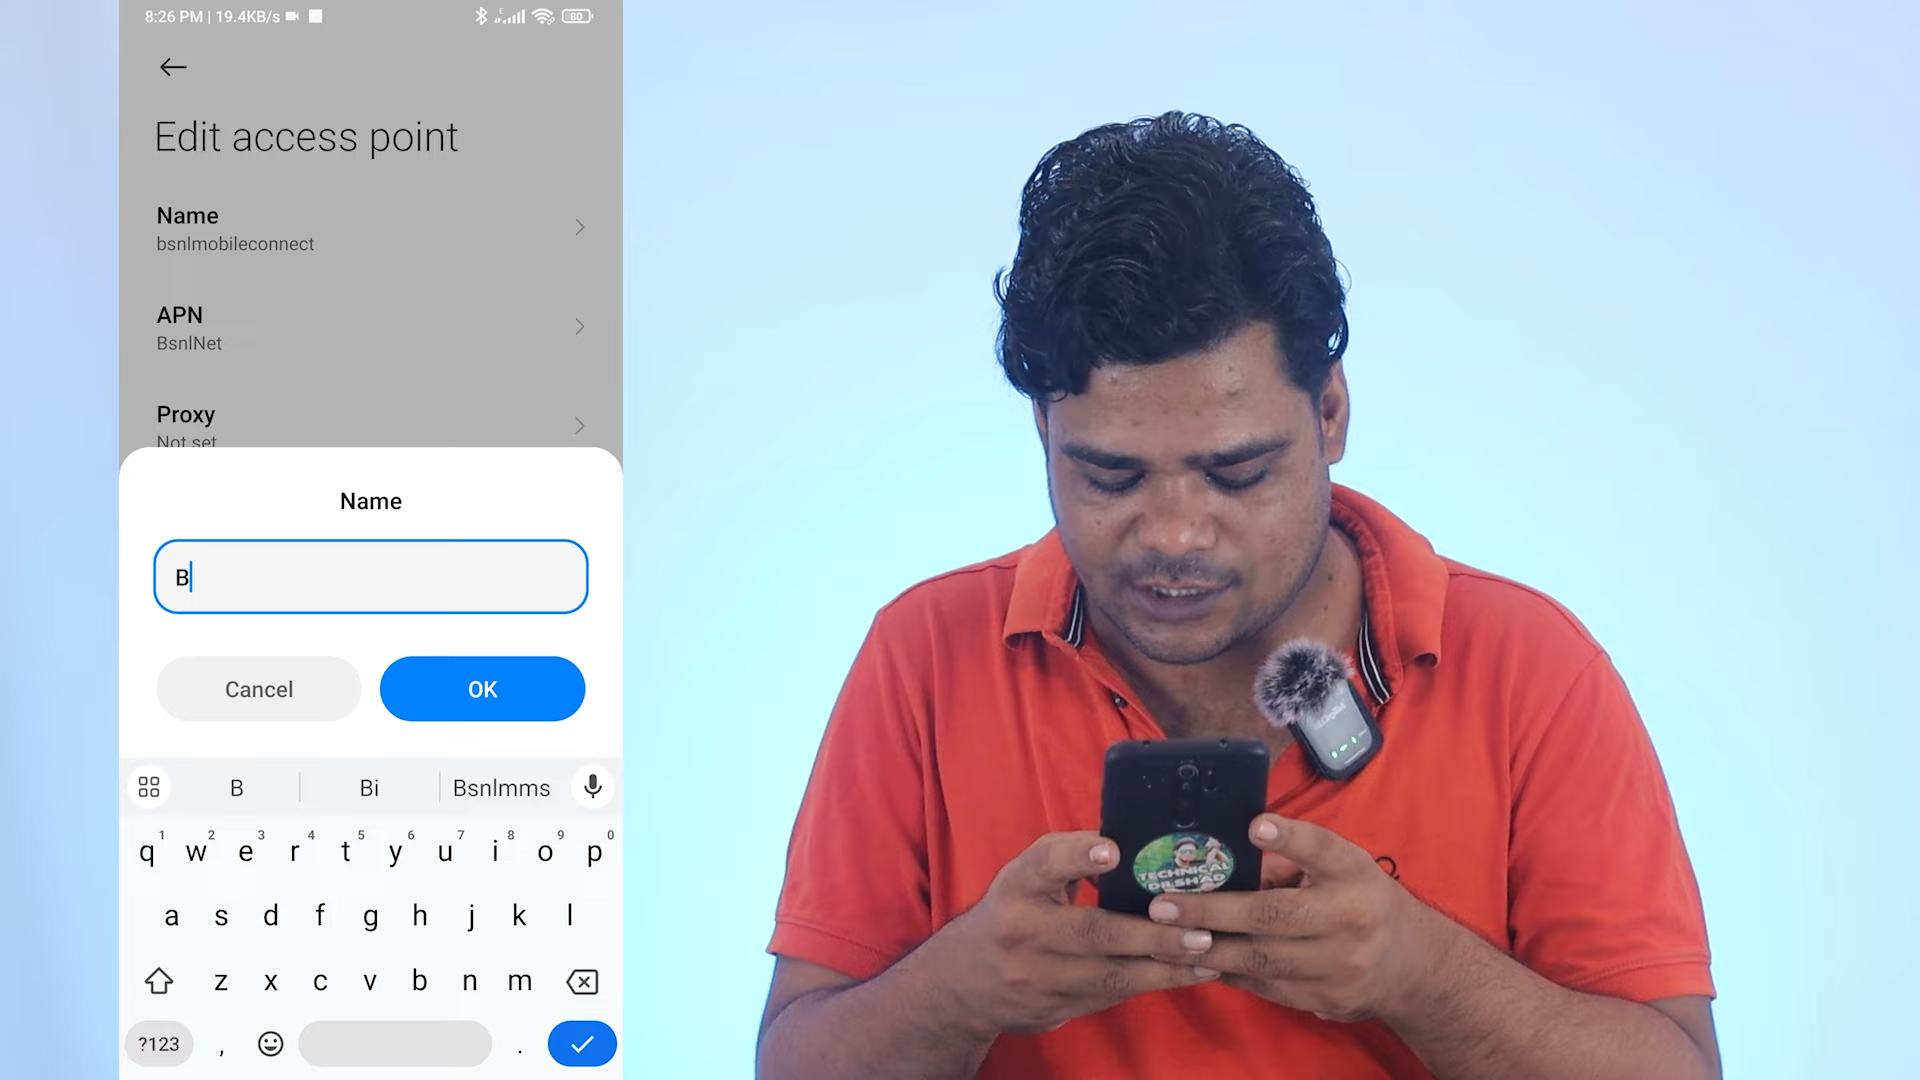 8:26 PM | 19.4KB/s
E
80
Edit access point
Name
bsnlmobileconnect
APN
BsnlNet
Proxy
Not set
Name
B
Cancel
OK
B
Bi
Bsnlmms
1 2 3 4 5 6 7 8 9 0
q w e r t y u i o p
a s d f g h j k l
z x c v b n m
?123 , .
TECHNICAL
DILSHAD